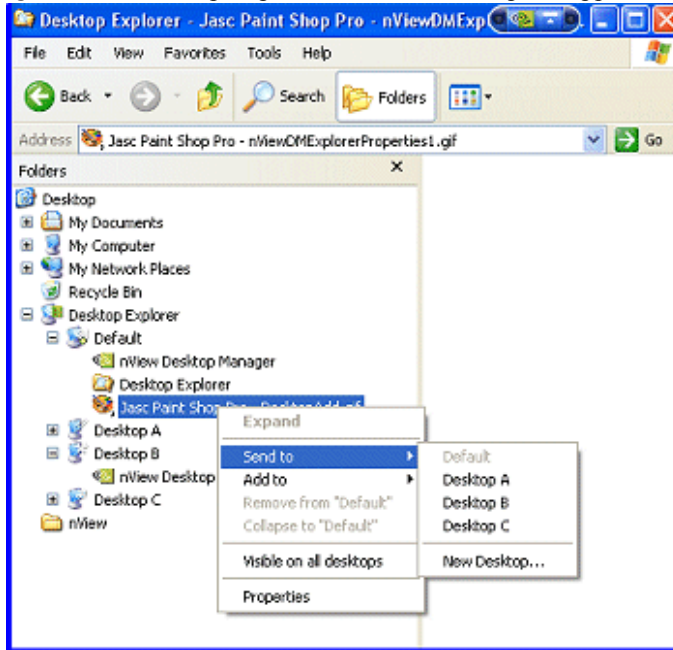 Desktop Explorer - Jasc Paint Shop Pro - nViewDMExp
File Edit View Favorites Tools Help
Back Search Folders
Address Jasc Paint Shop Pro - nViewDMExplorerProperties1.gif Go
Folders x
Desktop
My Documents
My Computer
My Network Places
Recycle Bin
Desktop Explorer
Default
nView Desktop Manager
Desktop Explorer
Jasc Paint Shop Pro - DesktopAdd.gif
Desktop A
Desktop B
nView Desktop
Desktop C
nView
Expand
Send to
Add to
Remove from "Default"
Collapse to "Default"
Visible on all desktops
Properties
Default
Desktop A
Desktop B
Desktop C
New Desktop...